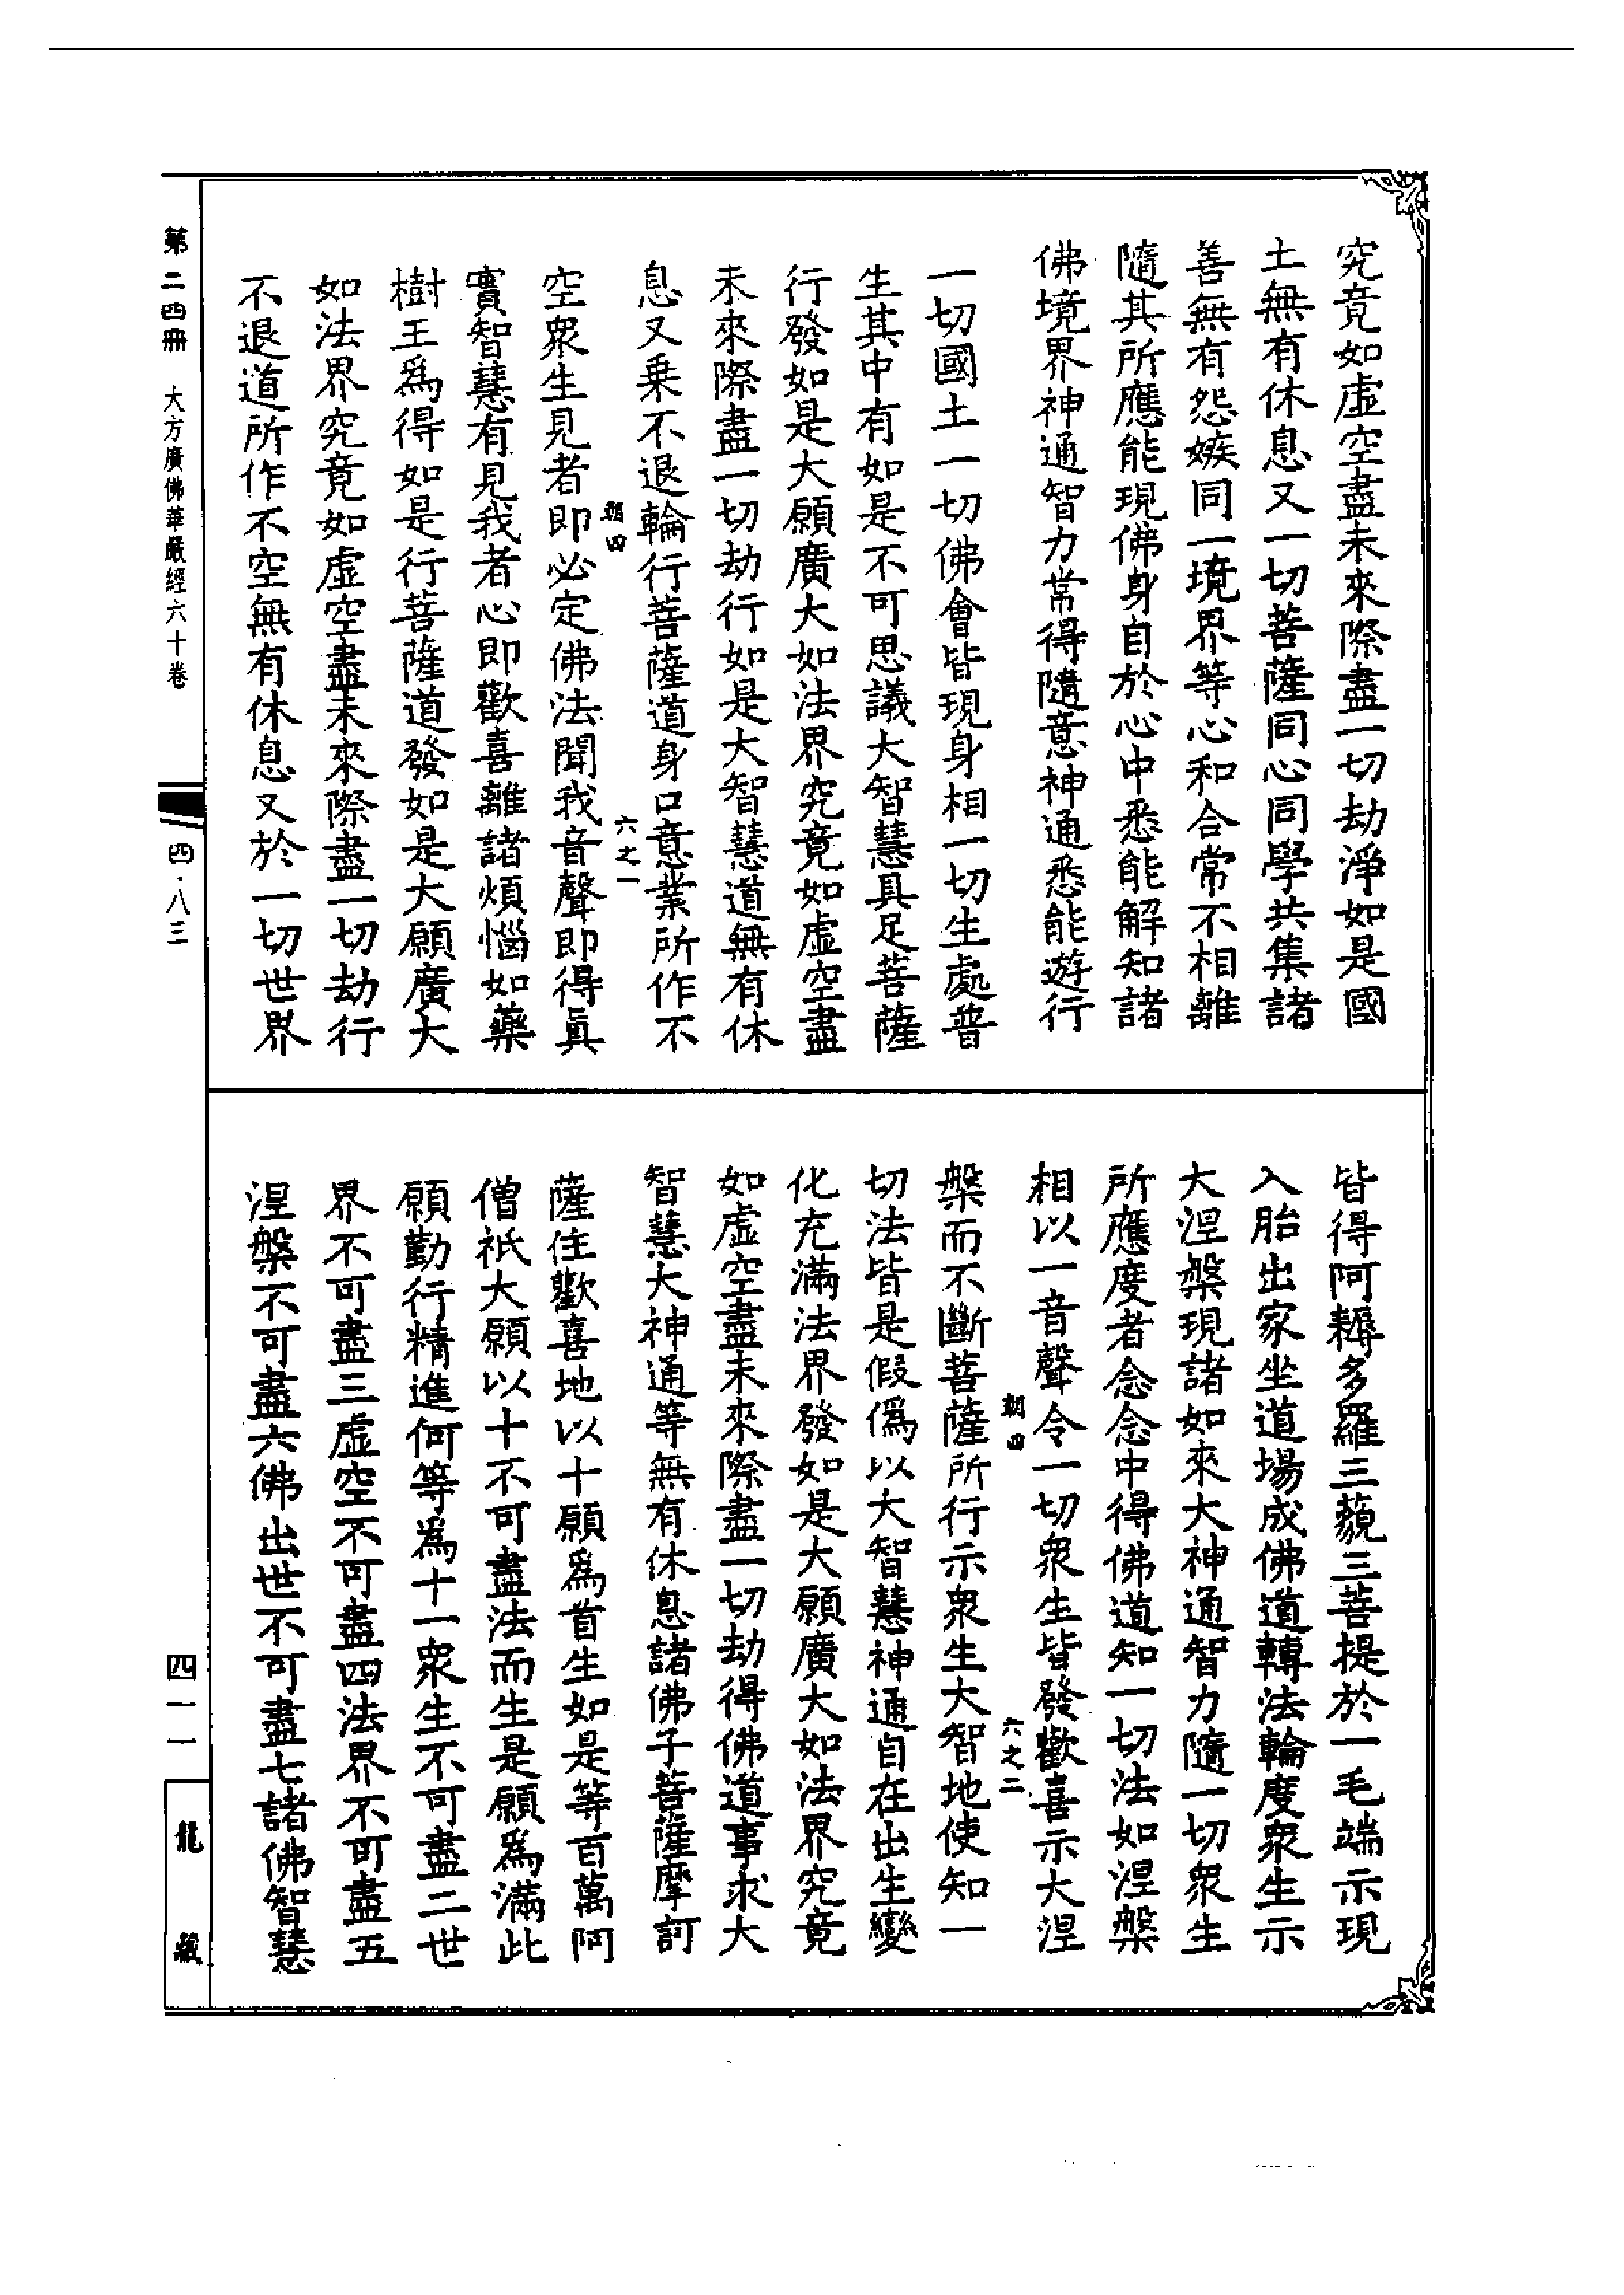 究竟如虛空盡未來際盡一切劫淨如是國
土無有休息又一切菩薩同心同學共集諸
善無有怨嫉同一境界等心和合常不相離
隨其所應能現佛身自於心中悉能解知諸
佛境界神通智力常得隨意神通悉能遊行
一切國土一切佛會皆現身相一切生處普
生其中有如是不可思議大智慧具足菩薩
行發如是大願廣大如法界究竟如虛空盡
未來際盡一切劫行如是大智慧道無有休
息又乗不退輪行菩薩道身口意業所作不
朝四
六之一
空衆生見者即必定佛法聞我音聲即得眞
實智慧有見我者心即歡喜離諸煩惱如藥
樹王爲得如是行菩薩道發如是大願廣大
如法界究竟如虛空盡未來際盡一切劫行
不退道所作不空無有休息又於一切世界
皆得阿耨多羅三藐三菩提於一毛端示現
入胎出家坐道場成佛道轉法輪度衆生示
大涅槃現諸如來大神通智力隨一切衆生
所應度者念念中得佛道知一切法如涅槃
相以一音聲令一切衆生皆發歡喜示大涅
朝四
六之二
槃而不斷菩薩所行示衆生大智地使知一
切法皆是假僞以大智慧神通自在出生變
化充滿法界發如是大願廣大如法界究竟
如虛空盡未來際盡一切劫得佛道事求大
智慧大神通等無有休息諸佛子菩薩摩訶
薩住歡喜地以十願爲首生如是等百萬阿
僧祇大願以十不可盡法而生是願爲滿此
願勤行精進何等為十一衆生不可盡二世
界不可盡三虛空不可盡四法界不可盡五
涅槃不可盡六佛出世不可盡七諸佛智慧
第二四冊 大方廣佛華嚴經六十卷
四·八三
四一一
龍藏